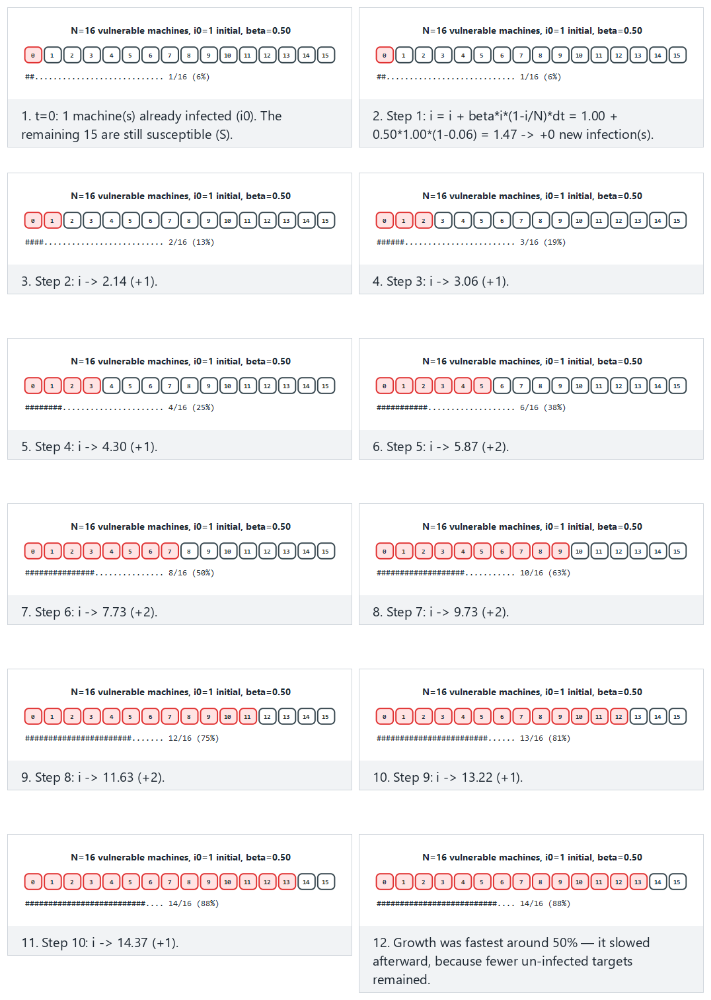 N=16 vulnerable machines, i0=1 initial, beta=0.50
0 1 2 3 4 5 6 7 8 9 10 11 12 13 14 15
##............................ 1/16 (6%)
1. t=0: 1 machine(s) already infected (i0). The
remaining 15 are still susceptible (S).
N=16 vulnerable machines, i0=1 initial, beta=0.50
0 1 2 3 4 5 6 7 8 9 10 11 12 13 14 15
##............................ 1/16 (6%)
2. Step 1: i = i + beta*i*(1-i/N)*dt = 1.00 +
0.50*1.00*(1-0.06) = 1.47 -> +0 new infection(s).
N=16 vulnerable machines, i0=1 initial, beta=0.50
0 1 2 3 4 5 6 7 8 9 10 11 12 13 14 15
####.......................... 2/16 (13%)
3. Step 2: i -> 2.14 (+1).
N=16 vulnerable machines, i0=1 initial, beta=0.50
0 1 2 3 4 5 6 7 8 9 10 11 12 13 14 15
######........................ 3/16 (19%)
4. Step 3: i -> 3.06 (+1).
N=16 vulnerable machines, i0=1 initial, beta=0.50
0 1 2 3 4 5 6 7 8 9 10 11 12 13 14 15
########...................... 4/16 (25%)
5. Step 4: i -> 4.30 (+1).
N=16 vulnerable machines, i0=1 initial, beta=0.50
0 1 2 3 4 5 6 7 8 9 10 11 12 13 14 15
###########................... 6/16 (38%)
6. Step 5: i -> 5.87 (+2).
N=16 vulnerable machines, i0=1 initial, beta=0.50
0 1 2 3 4 5 6 7 8 9 10 11 12 13 14 15
###############............... 8/16 (50%)
7. Step 6: i -> 7.73 (+2).
N=16 vulnerable machines, i0=1 initial, beta=0.50
0 1 2 3 4 5 6 7 8 9 10 11 12 13 14 15
###################........... 10/16 (63%)
8. Step 7: i -> 9.73 (+2).
N=16 vulnerable machines, i0=1 initial, beta=0.50
0 1 2 3 4 5 6 7 8 9 10 11 12 13 14 15
#######################....... 12/16 (75%)
9. Step 8: i -> 11.63 (+2).
N=16 vulnerable machines, i0=1 initial, beta=0.50
0 1 2 3 4 5 6 7 8 9 10 11 12 13 14 15
########################...... 13/16 (81%)
10. Step 9: i -> 13.22 (+1).
N=16 vulnerable machines, i0=1 initial, beta=0.50
0 1 2 3 4 5 6 7 8 9 10 11 12 13 14 15
##########################.... 14/16 (88%)
11. Step 10: i -> 14.37 (+1).
N=16 vulnerable machines, i0=1 initial, beta=0.50
0 1 2 3 4 5 6 7 8 9 10 11 12 13 14 15
##########################.... 14/16 (88%)
12. Growth was fastest around 50% — it slowed
afterward, because fewer un-infected targets
remained.